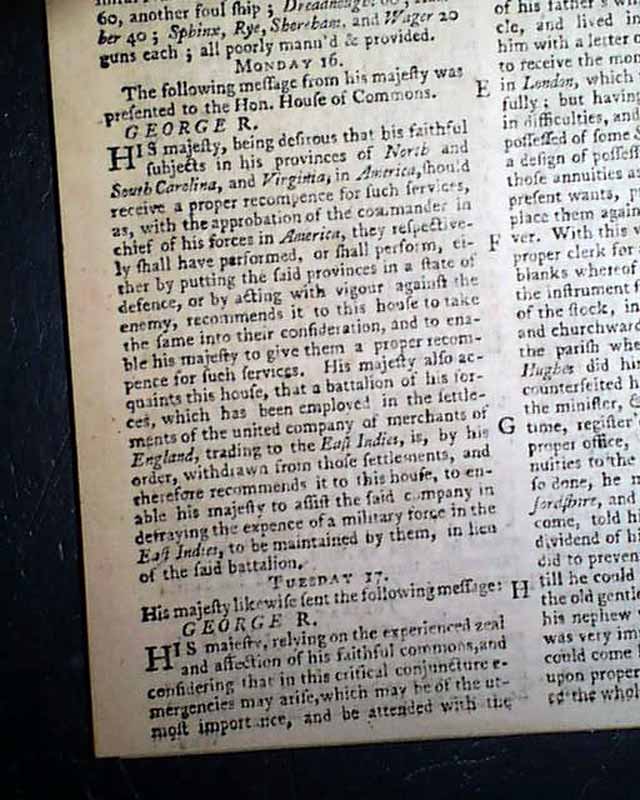 60, another foul ſhip; Dreadnought
ber 40; Sphinx, Rye, Shoreham, and Wager 20
guns each; all poorly mann'd & provided.
MONDAY 16.
The following meſſage from his majeſty was
preſented to the Hon. Houſe of Commons.
GEORGE R.
HIS majeſty, being deſirous that his faithful
ſubjects in his provinces of North and
South Carolina, and Virginia, in America, ſhould
receive a proper recompence for ſuch ſervices,
as, with the approbation of the commander in
chief of his forces in America, they reſpective-
ly ſhall have performed, or ſhall perform, ei-
ther by putting the ſaid provinces in a ſtate of
defence, or by acting with vigour againſt the
enemy, recommends it to this houſe to take
the ſame into their conſideration, and to ena-
ble his majeſty to give them a proper recom-
pence for ſuch ſervices. His majeſty alſo ac-
quaints this houſe, that a battalion of his for-
ces, which has been employed in the ſettle-
ments of the united company of merchants of
England, trading to the Eaſt Indies, is, by his
order, withdrawn from thoſe ſettlements, and
therefore recommends it to this houſe, to en-
able his majeſty to aſſiſt the ſaid company in
defraying the expence of a military force in the
Eaſt Indies, to be maintained by them, in lieu
of the ſaid battalion.
TUESDAY 17.
His majeſty likewiſe ſent the following meſſage:
GEORGE R.
HIS majeſty, relying on the experienced zeal
and affection of his faithful commons, and
conſidering that in this critical conjuncture e-
mergencies may ariſe, which may be of the ut-
moſt importance, and be attended with the
E
F
G
H
of his father's
cle, and lived in
him with a letter
to receive the mon
in London, which
fully; but having
in difficulties, and
poſſeſſed of ſome
a deſign of poſſeſſ
thoſe annuities as
preſent wants,
place them again
ver. With this
proper clerk for
blanks whereof
the inſtrument f
of the ſtock, in
and churchward
the pariſh whe
Hughes did hi
counterfeited h
the miniſter, &
time, regiſter'
proper office,
nuities to the
ſo done, he m
fordſhire, and
come, told hi
dividend of hi
did to preven
till he could
the old gentle
his nephew
was very im
could come
upon proper
ed the whol